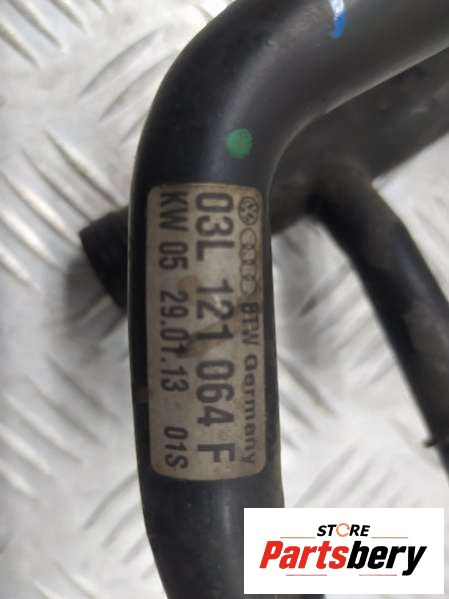 BTW Germany
03L 121 064 F
KW 05 29.01.13 01S
STORE
Partsbery